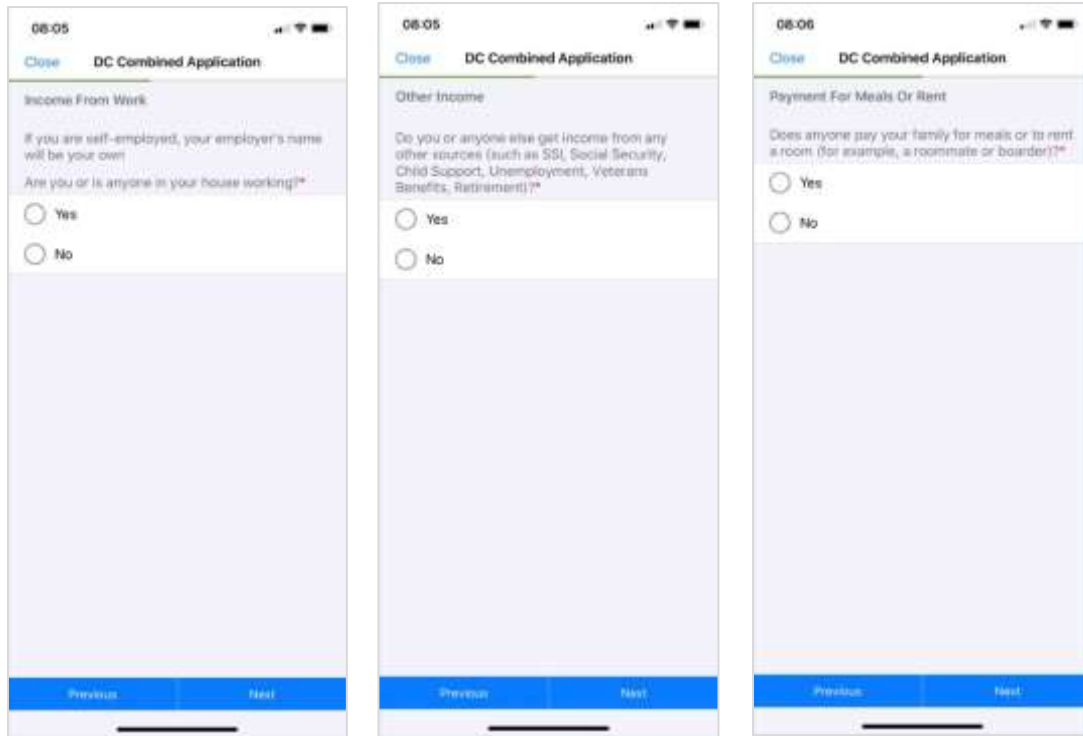 08:05
Close DC Combined Application
Income From Work
If you are self-employed, your employer's name
will be your own
Are you or is anyone in your house working?*
Yes
No
Previous Next
08:05
Close DC Combined Application
Other Income
Do you or anyone else get income from any
other sources (such as SSI, Social Security,
Child Support, Unemployment, Veterans
Benefits, Retirement)?*
Yes
No
Previous Next
08:06
Close DC Combined Application
Payment For Meals Or Rent
Does anyone pay your family for meals or to rent
a room (for example, a roommate or boarder)?*
Yes
No
Previous Next